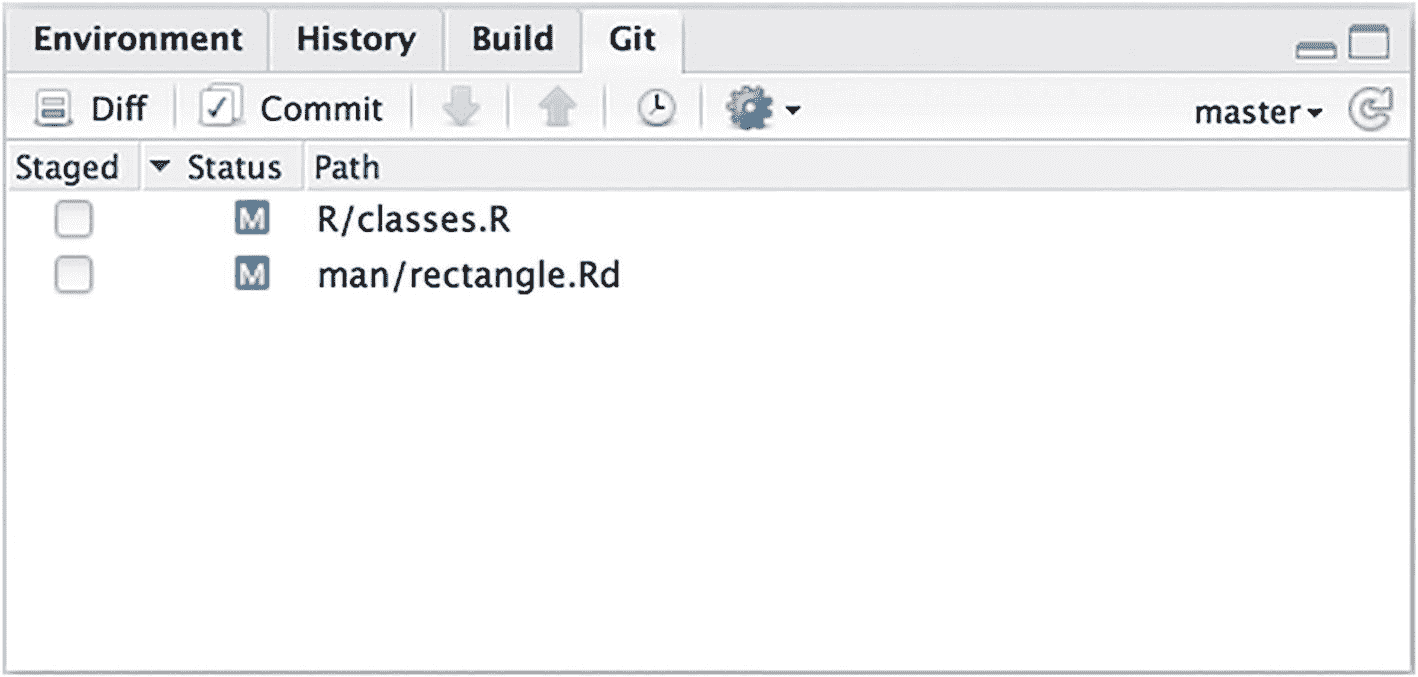 Environment History Build Git
Diff Commit master
Staged Status Path
M R/classes.R
M man/rectangle.Rd